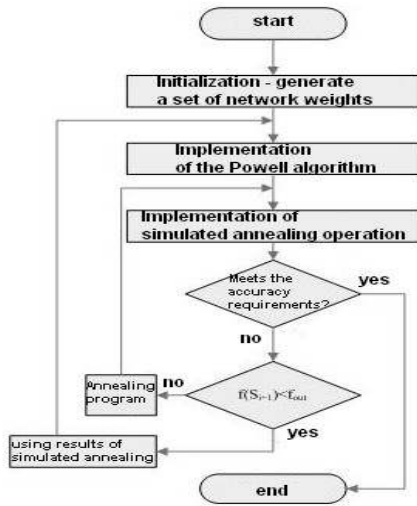 start
Initialization - generate
a set of network weights
Implementation
of the Powell algorithm
Implementation of
simulated annealing operation
Meets the
accuracy
requirements?
yes
no
f(Sᵢ₊₁)<fₒᵤₜ
no
Annealing
program
yes
using results of
simulated annealing
end